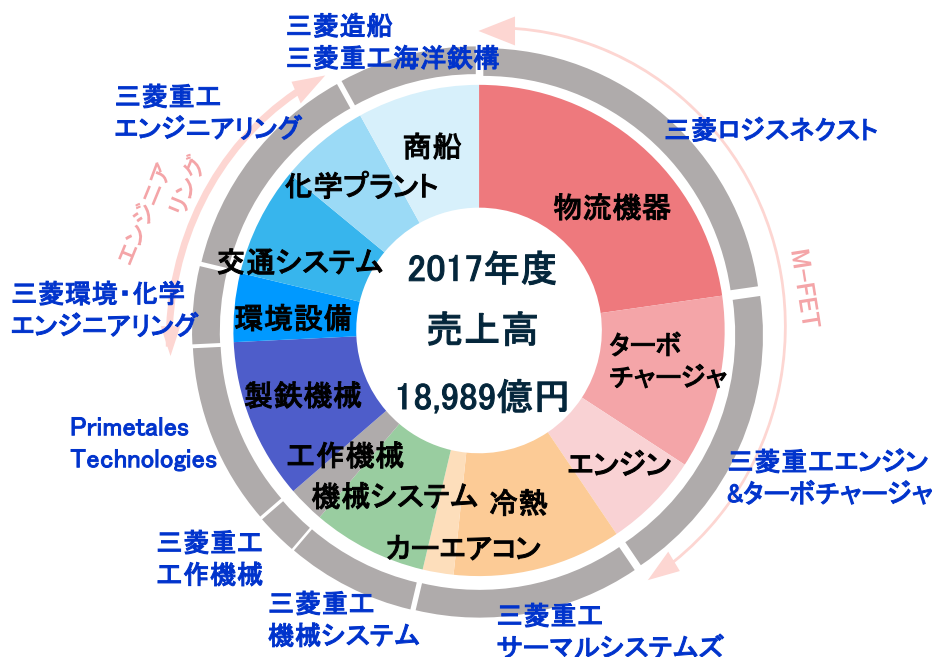 三菱造船
三菱重工海洋鉄構
三菱重工
エンジニアリング
エンジニア
リング
三菱環境・化学
エンジニアリング
Primetales
Technologies
三菱重工
工作機械
三菱重工
機械システム
三菱重工
サーマルシステムズ
三菱重工エンジン
&ターボチャージャ
M-FET
三菱ロジスネクスト
商船
化学プラント
交通システム
環境設備
製鉄機械
工作機械
機械システム
カーエアコン
冷熱
エンジン
ターボ
チャージャ
物流機器
2017年度
売上高
18,989億円